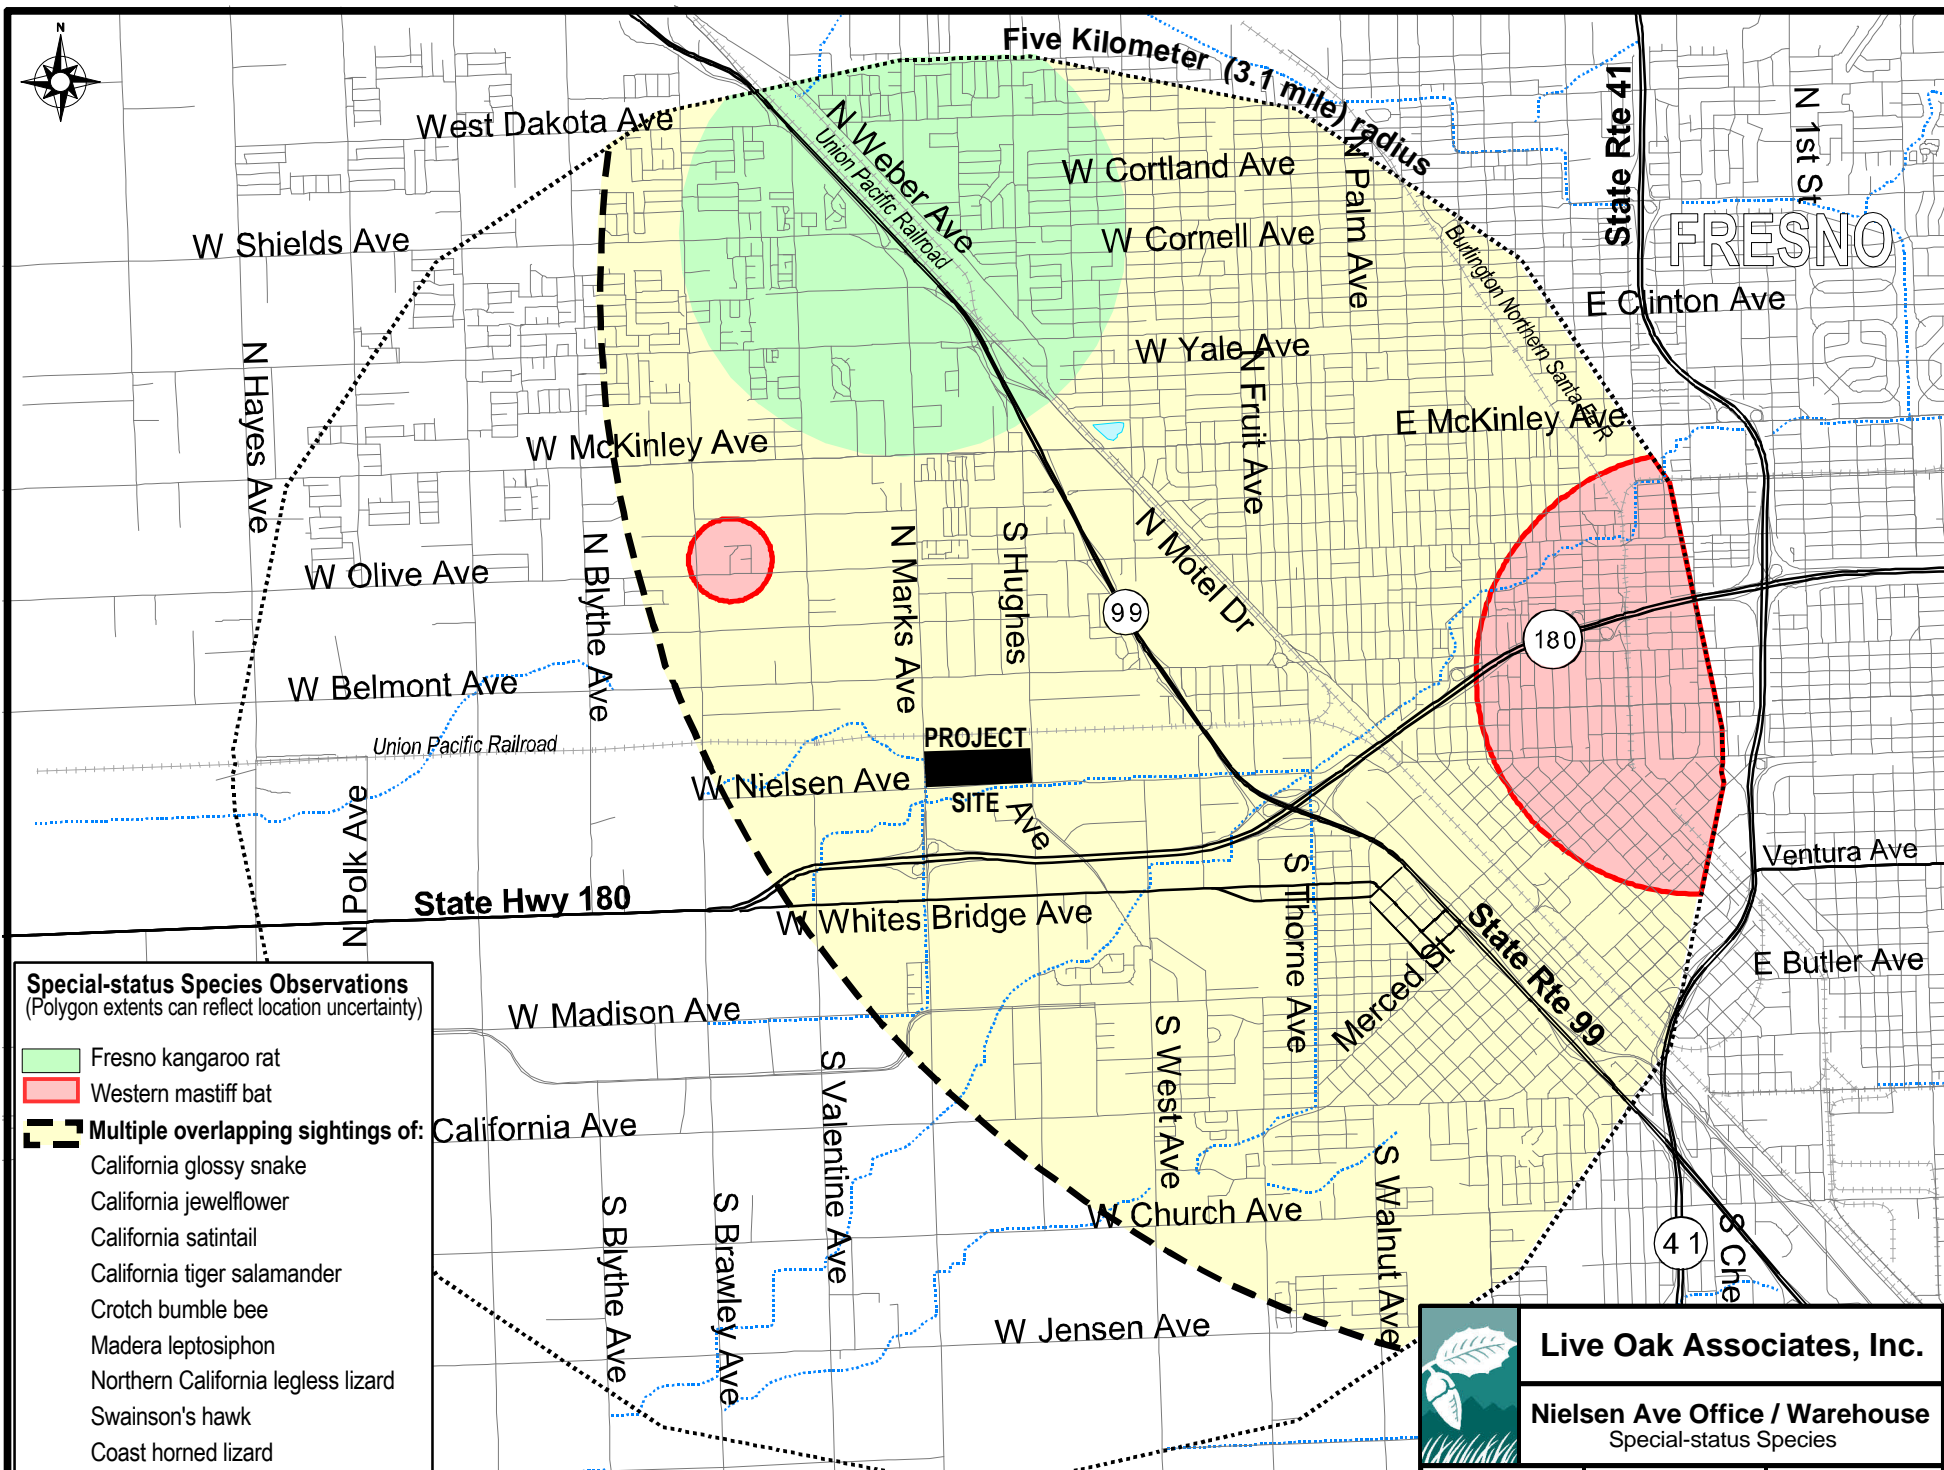 N
Five Kilometer (3.1 mile) radius
West Dakota Ave
N Weber Ave
Union Pacific Railroad
W Cortland Ave
N Palm Ave
State Rte 41
N 1st St
FRESNO
W Shields Ave
W Cornell Ave
Burlington Northern Santa Fe R
E Clinton Ave
N Hayes Ave
W Yale Ave
N Fruit Ave
E McKinley Ave
W McKinley Ave
N Blythe Ave
N Marks Ave
S Hughes
Ave
N Motel Dr
W Olive Ave
99
180
W Belmont Ave
Union Pacific Railroad
PROJECT
SITE
W Nielsen Ave
N Polk Ave
State Hwy 180
W Whites Bridge Ave
S Thorne Ave
Ventura Ave
Merced St
State Rte 99
E Butler Ave
W Madison Ave
S Valentine Ave
S West Ave
California Ave
S Blythe Ave
S Brawley Ave
W Church Ave
S Walnut Ave
41
S Che
W Jensen Ave
Special-status Species Observations
(Polygon extents can reflect location uncertainty)
Fresno kangaroo rat
Western mastiff bat
Multiple overlapping sightings of:
California glossy snake
California jewelflower
California satintail
California tiger salamander
Crotch bumble bee
Madera leptosiphon
Northern California legless lizard
Swainson's hawk
Coast horned lizard
Live Oak Associates, Inc.
Nielsen Ave Office / Warehouse
Special-status Species